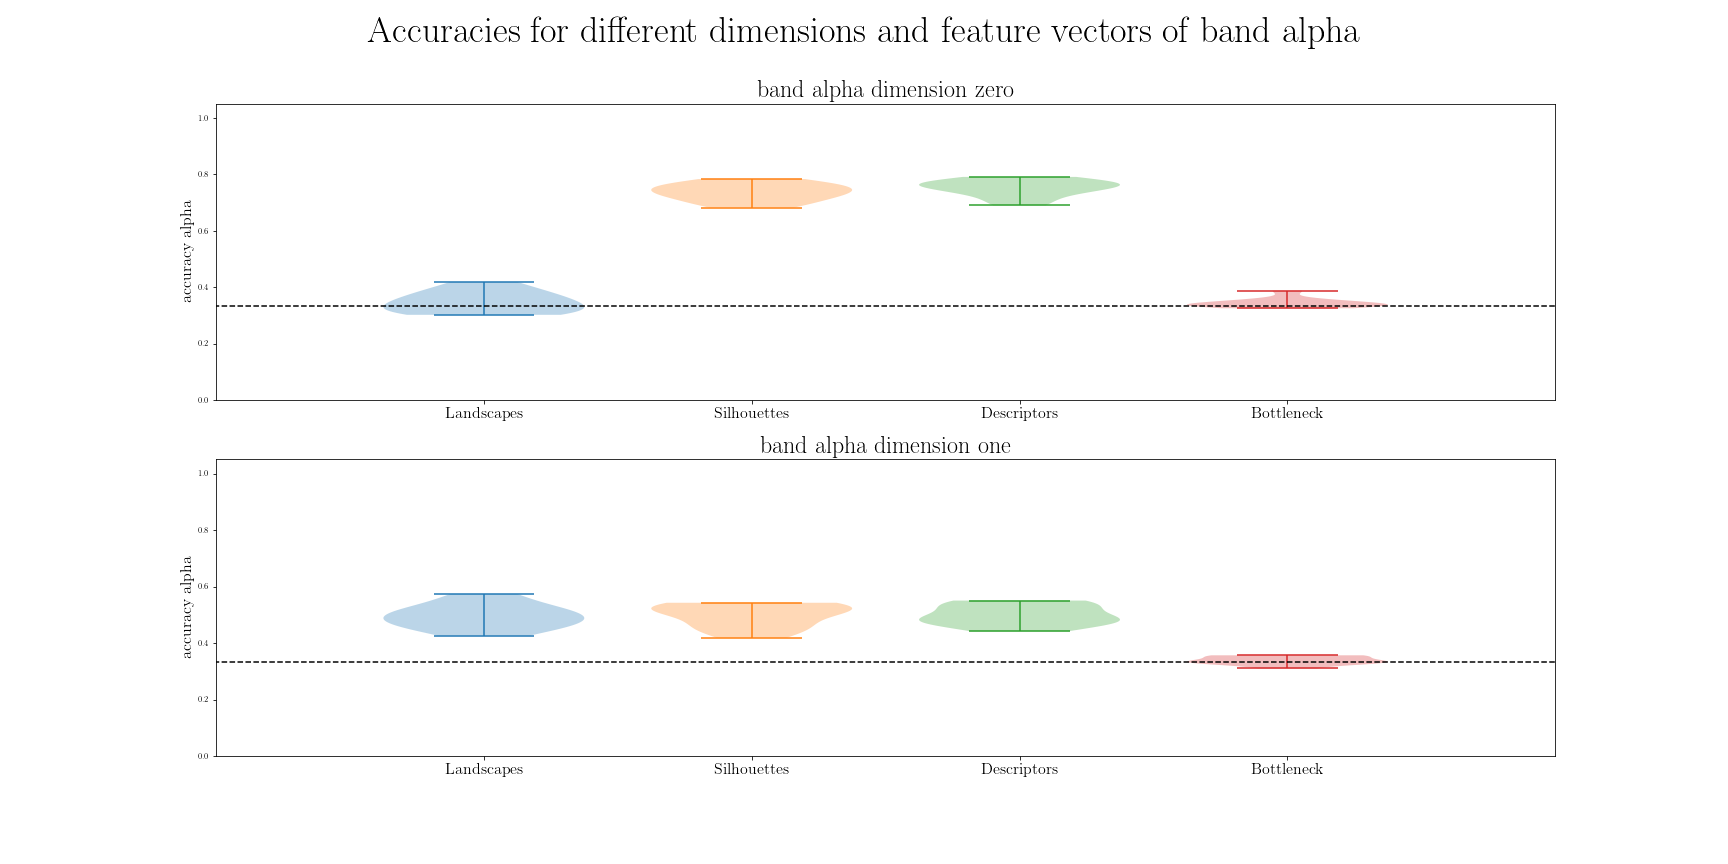 Accuracies for different dimensions and feature vectors of band alpha
band alpha dimension zero
accuracy alpha
1.0
0.8
0.6
0.4
0.2
0.0
Landscapes Silhouettes Descriptors Bottleneck
band alpha dimension one
accuracy alpha
1.0
0.8
0.6
0.4
0.2
0.0
Landscapes Silhouettes Descriptors Bottleneck